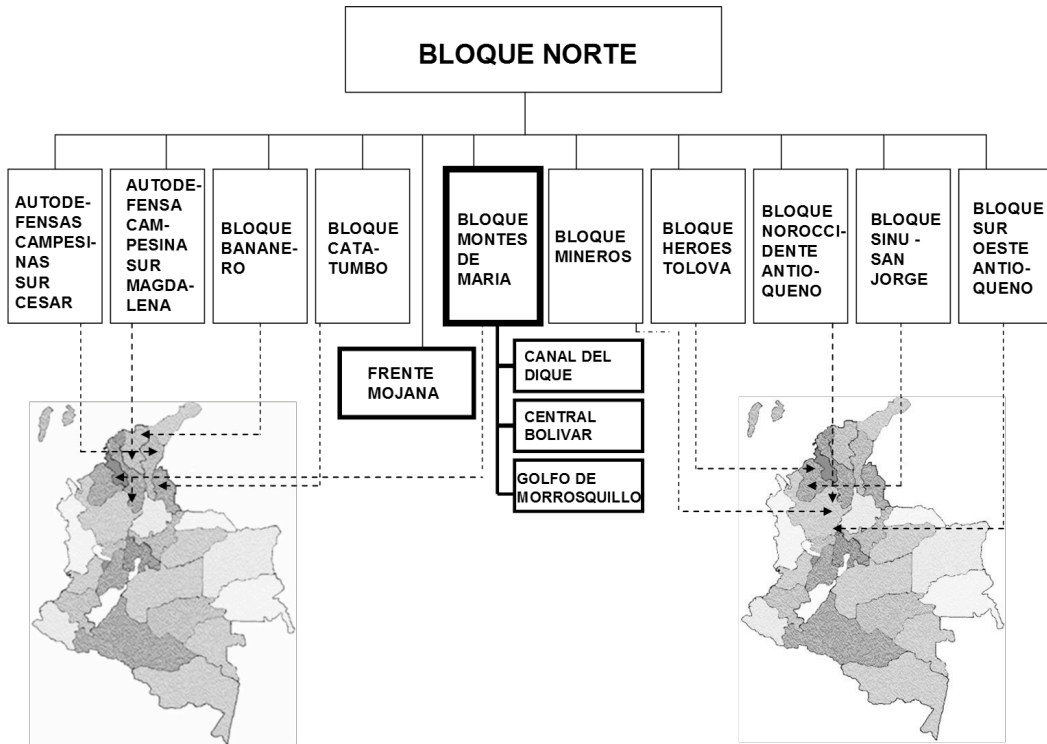 BLOQUE NORTE
AUTODE-
FENSAS
CAMPESI-
NAS
SUR
CESAR
AUTODE-
FENSA
CAM-
PESINA
SUR
MAGDA-
LENA
BLOQUE
BANANE-
RO
BLOQUE
CATA-
TUMBO
BLOQUE
MONTES
DE
MARIA
BLOQUE
MINEROS
BLOQUE
HEROES
TOLOVA
BLOQUE
NOROCCI-
DENTE
ANTIO-
QUENO
BLOQUE
SINU -
SAN
JORGE
BLOQUE
SUR
OESTE
ANTIO-
QUENO
FRENTE
MOJANA
CANAL DEL
DIQUE
CENTRAL
BOLIVAR
GOLFO DE
MORROSQUILLO